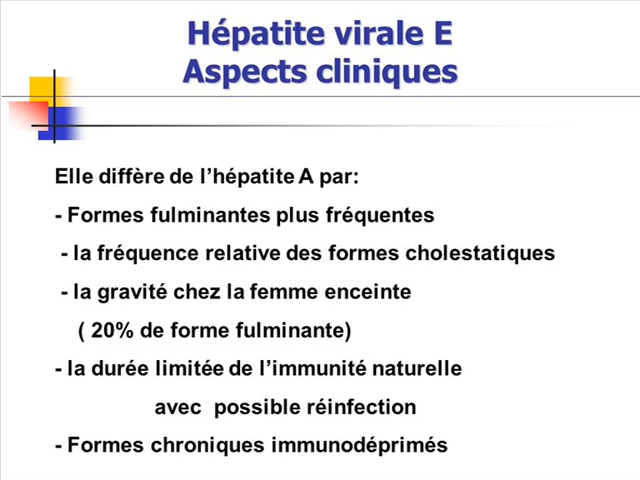 Hépatite virale E
Aspects cliniques
Elle diffère de l'hépatite A par:
- Formes fulminantes plus fréquentes
- la fréquence relative des formes cholestatiques
- la gravité chez la femme enceinte
( 20% de forme fulminante)
- la durée limitée de l'immunité naturelle
avec possible réinfection
- Formes chroniques immunodéprimés